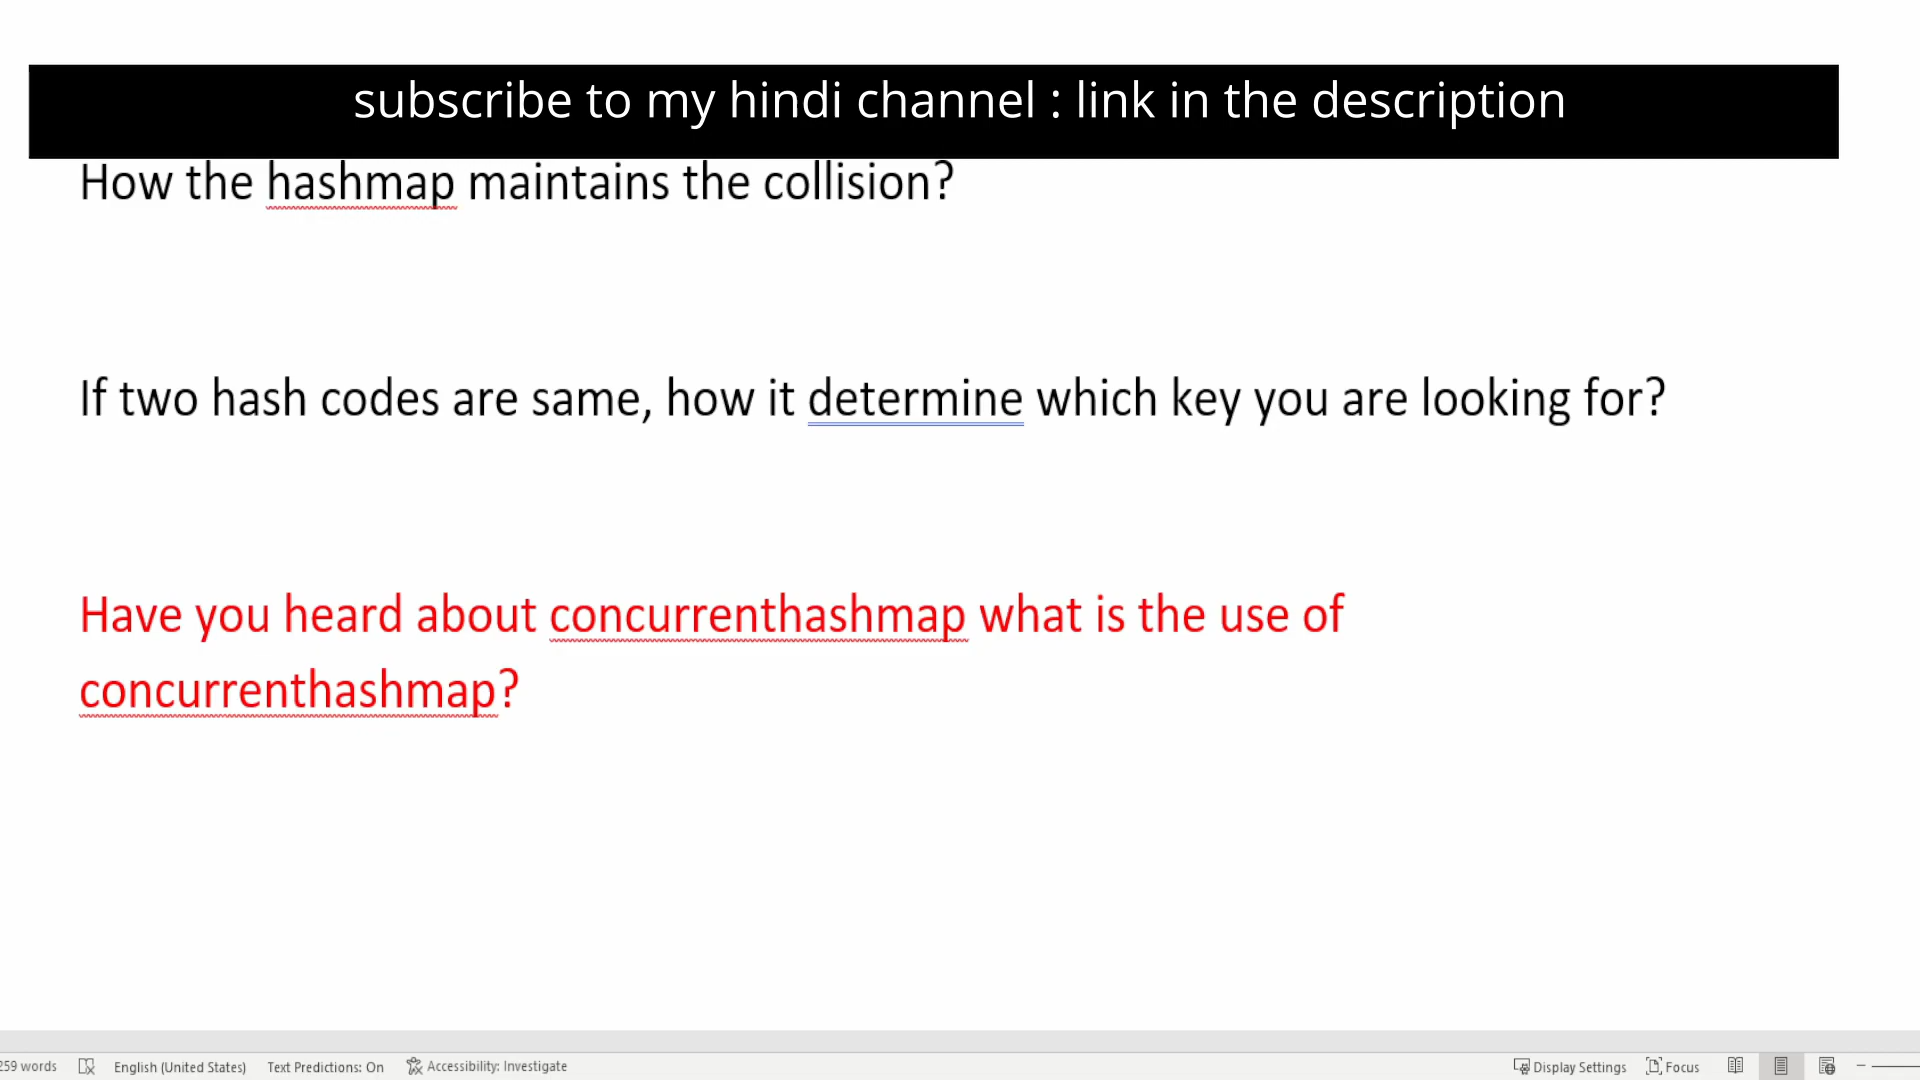 subscribe to my hindi channel : link in the description
How the hashmap maintains the collision?
If two hash codes are same, how it determine which key you are looking for?
Have you heard about concurrenthashmap what is the use of
concurrenthashmap?
259 words English (United States) Text Predictions: On Accessibility: Investigate Display Settings Focus